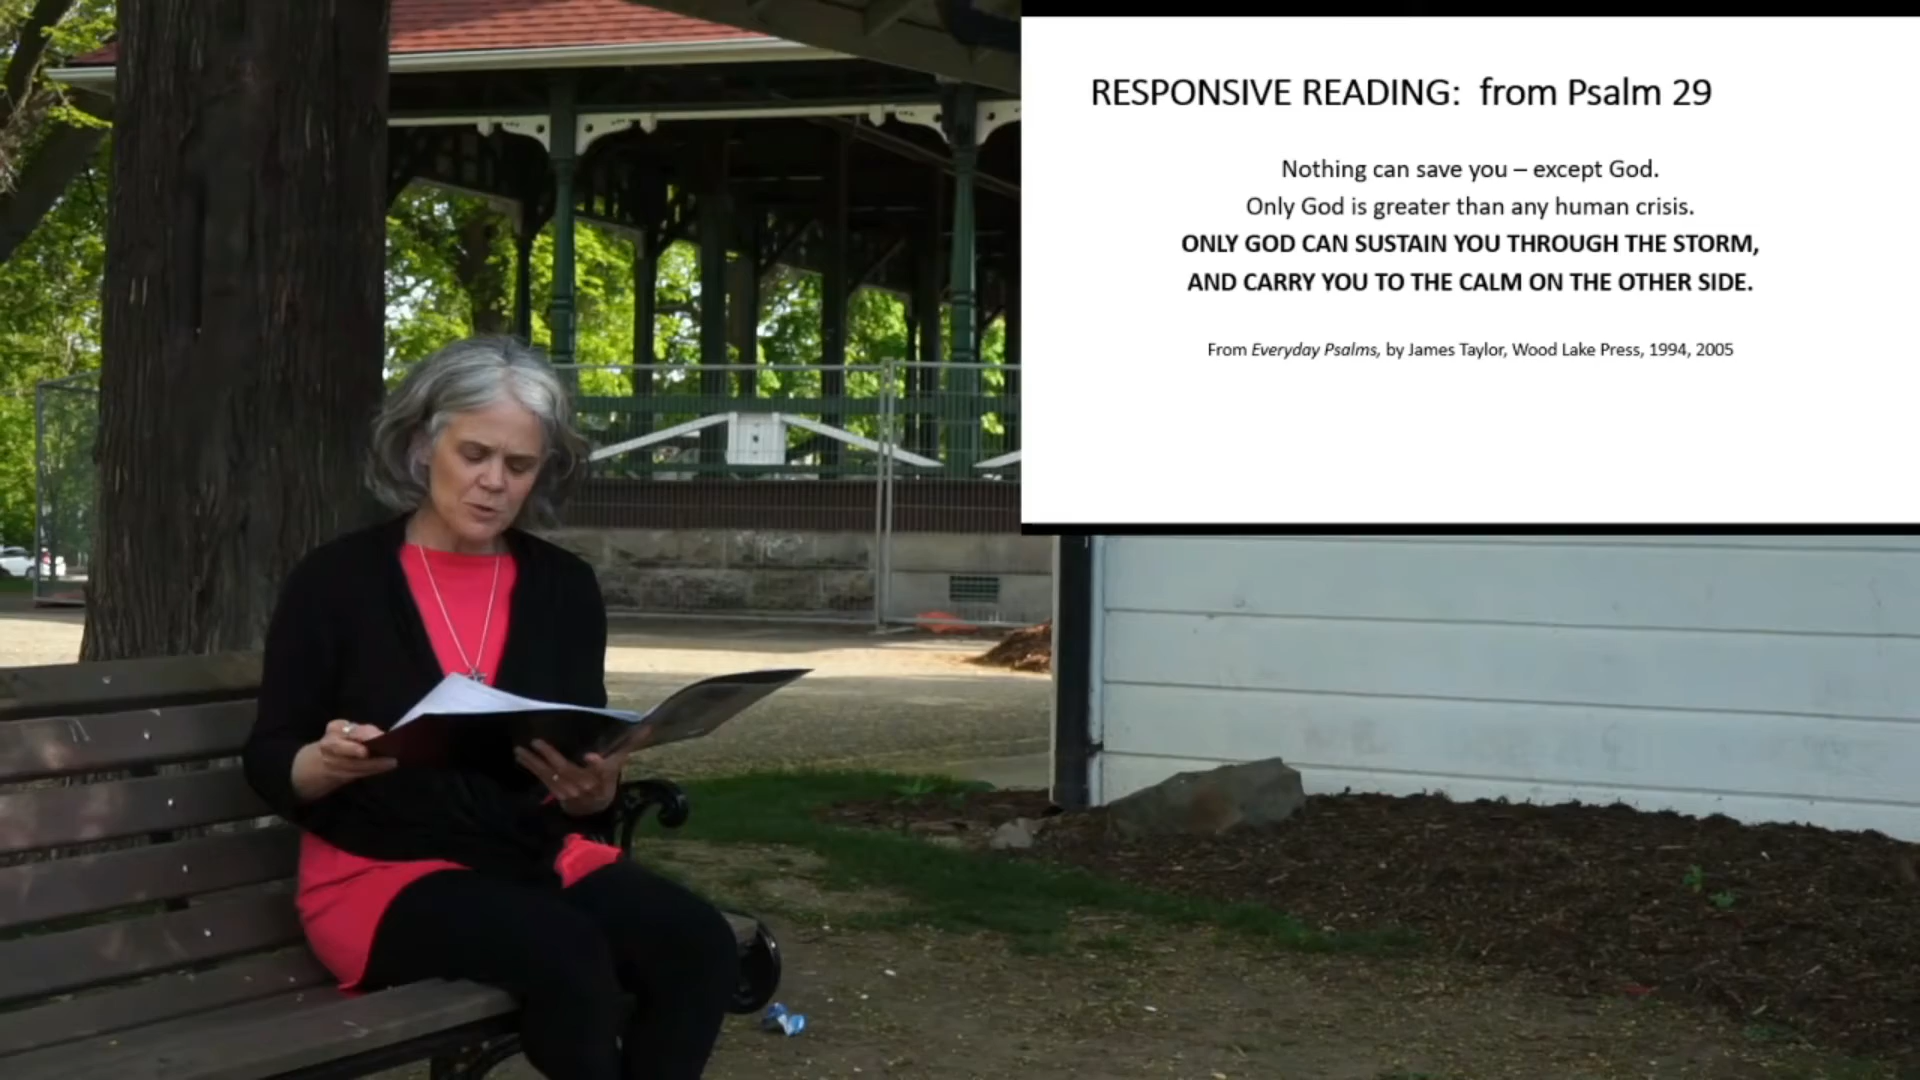 RESPONSIVE READING: from Psalm 29
Nothing can save you – except God.
Only God is greater than any human crisis.
ONLY GOD CAN SUSTAIN YOU THROUGH THE STORM,
AND CARRY YOU TO THE CALM ON THE OTHER SIDE.
From Everyday Psalms, by James Taylor, Wood Lake Press, 1994, 2005